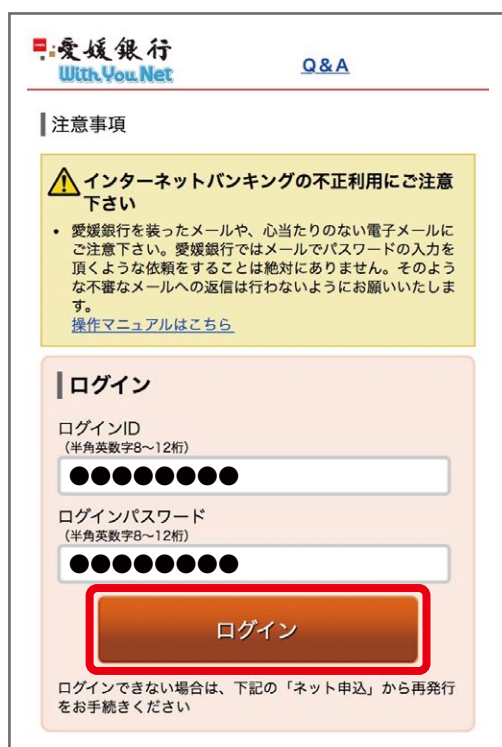 愛媛銀行
With You Net
Q&A
注意事項
インターネットバンキングの不正利用にご注意
下さい
• 愛媛銀行を装ったメールや、心当たりのない電子メールに
ご注意下さい。愛媛銀行ではメールでパスワードの入力を
頂くような依頼をすることは絶対にありません。そのよう
な不審なメールへの返信は行わないようにお願いいたしま
す。
操作マニュアルはこちら
ログイン
ログインID
(半角英数字8〜12桁)
●●●●●●●●
ログインパスワード
(半角英数字8〜12桁)
●●●●●●●●
ログイン
ログインできない場合は、下記の「ネット申込」から再発行
をお手続きください